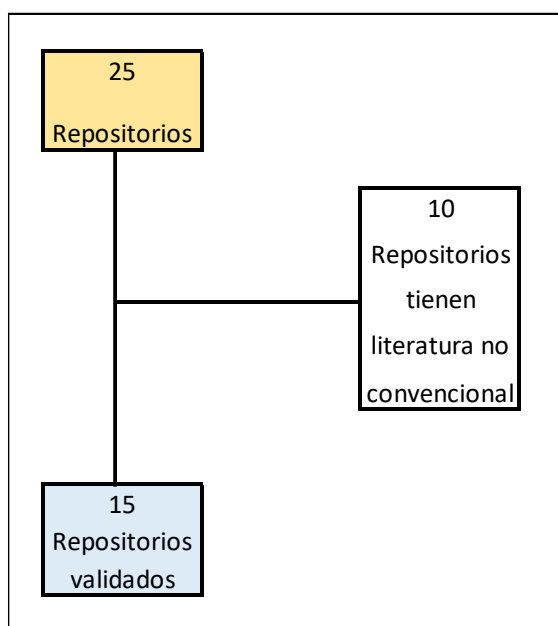 25
Repositorios
10
Repositorios
tienen
literatura no
convencional
15
Repositorios
validados